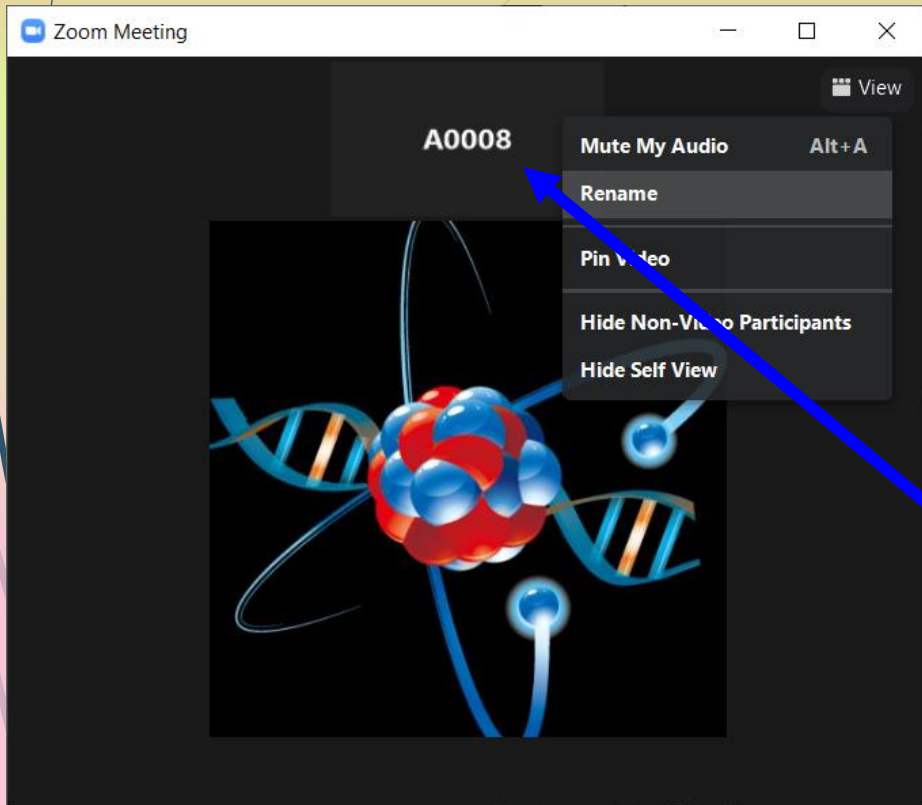 Zoom Meeting
View
A0008
Mute My Audio Alt+A
Rename
Pin Video
Hide Non-Video Participants
Hide Self View